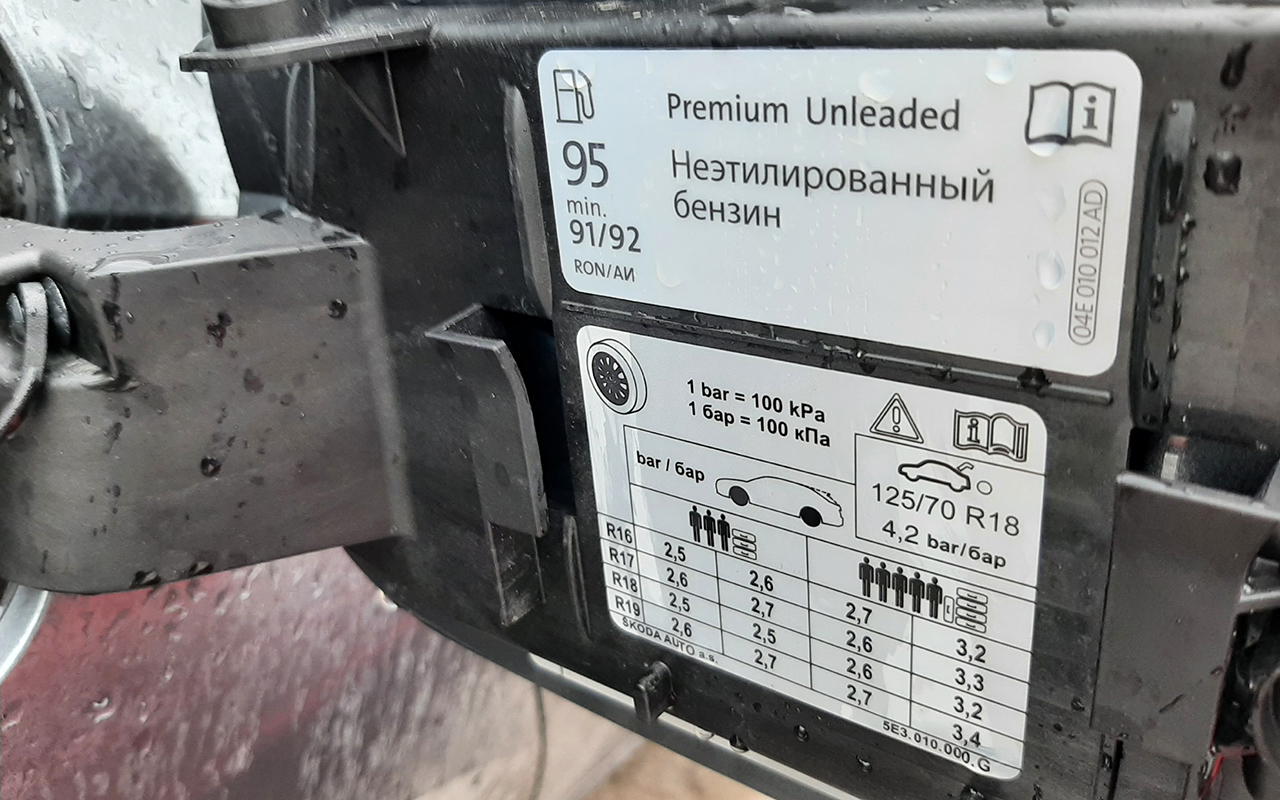 95
min.
91/92
RON/АИ
Premium Unleaded
Неэтилированный
бензин
04E 010 012 AD
1 bar = 100 kPa
1 бар = 100 кПа
bar / бар
125/70 R18
4,2 bar/бар
R16 2,5 2,6 2,7 3,2
R17 2,6 2,7 2,6 3,3
R18 2,5 2,5 2,6 3,2
R19 2,6 2,7 2,7 3,4
ŠKODA AUTO a.s.
5E3.010.000.G